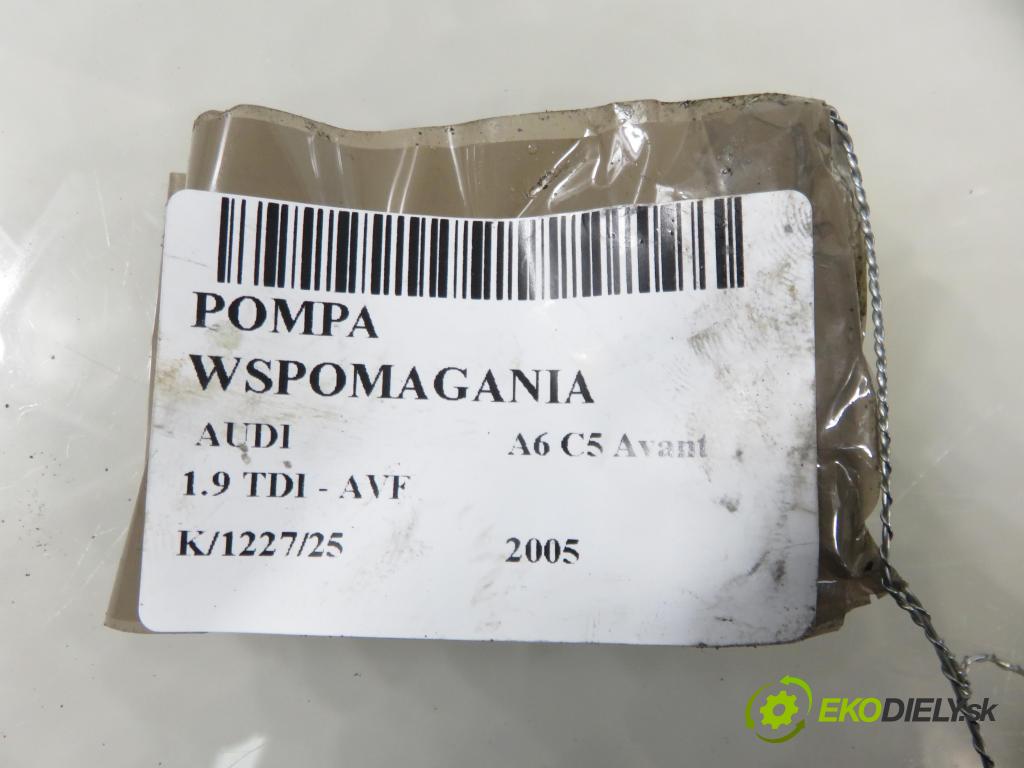 POMPA
WSPOMAGANIA
AUDI A6 C5 Avant
1.9 TDI - AVF
K/1227/25 2005
EKODIELY.sk